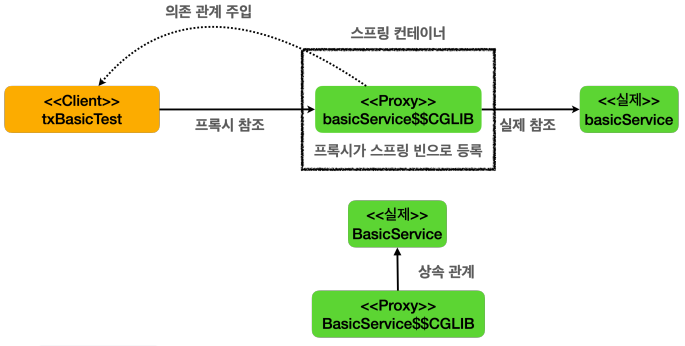 의존 관계 주입
스프링 컨테이너
<<Client>>
txBasicTest
프록시 참조
<<Proxy>>
basicService$$CGLIB
프록시가 스프링 빈으로 등록
실제 참조
<<실제>>
basicService
<<실제>>
BasicService
상속 관계
<<Proxy>>
BasicService$$CGLIB